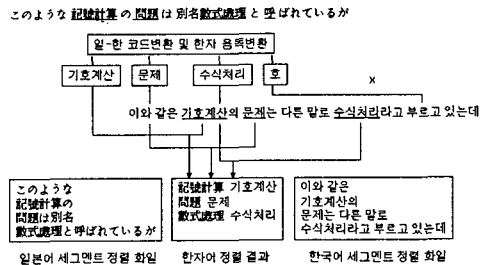 このような 記號計算の 問題は 別名數式處理と 呼ばれているが
일-한 코드변환 및 한자 음독변환
기호계산 문제 수식처리 호
x
이와 같은 기호계산의 문제는 다른 말로 수식처리라고 부르고 있는데
このような
記號計算の
問題は別名
數式處理と呼ばれているが
記號計算 기호계산
問題 문제
數式處理 수식처리
이와 같은
기호계산의
문제는 다른 말로
수식처리라고 부르고 있는데
일본어 세그멘트 정렬 화일 한자어 정렬 결과 한국어 세그멘트 정렬 화일